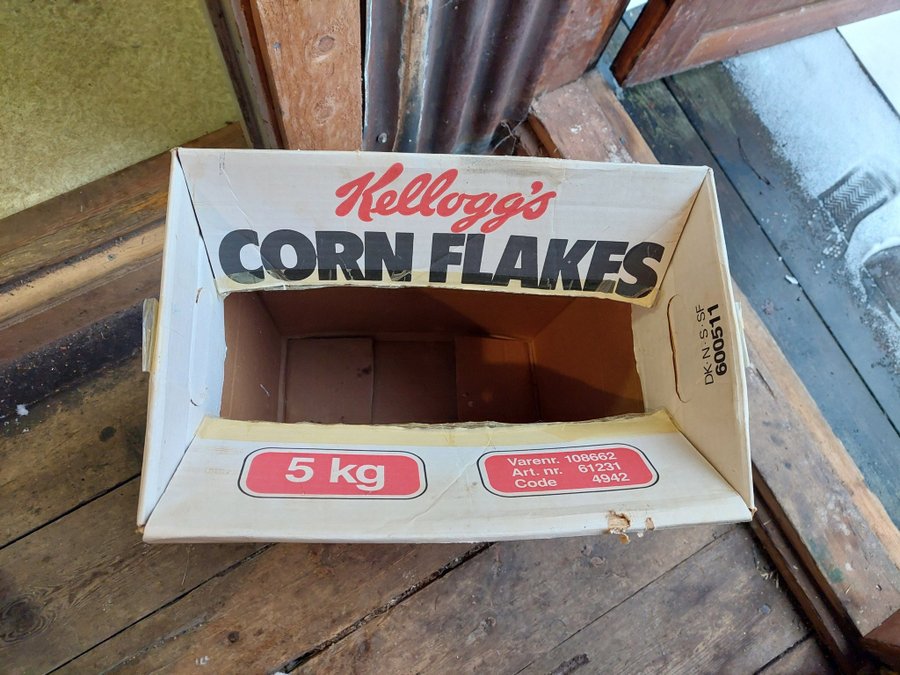 Kellogg's
CORN FLAKES
DK·N·S·SF
600511
5 kg
Varenr. 108662
Art. nr. 61231
Code 4942